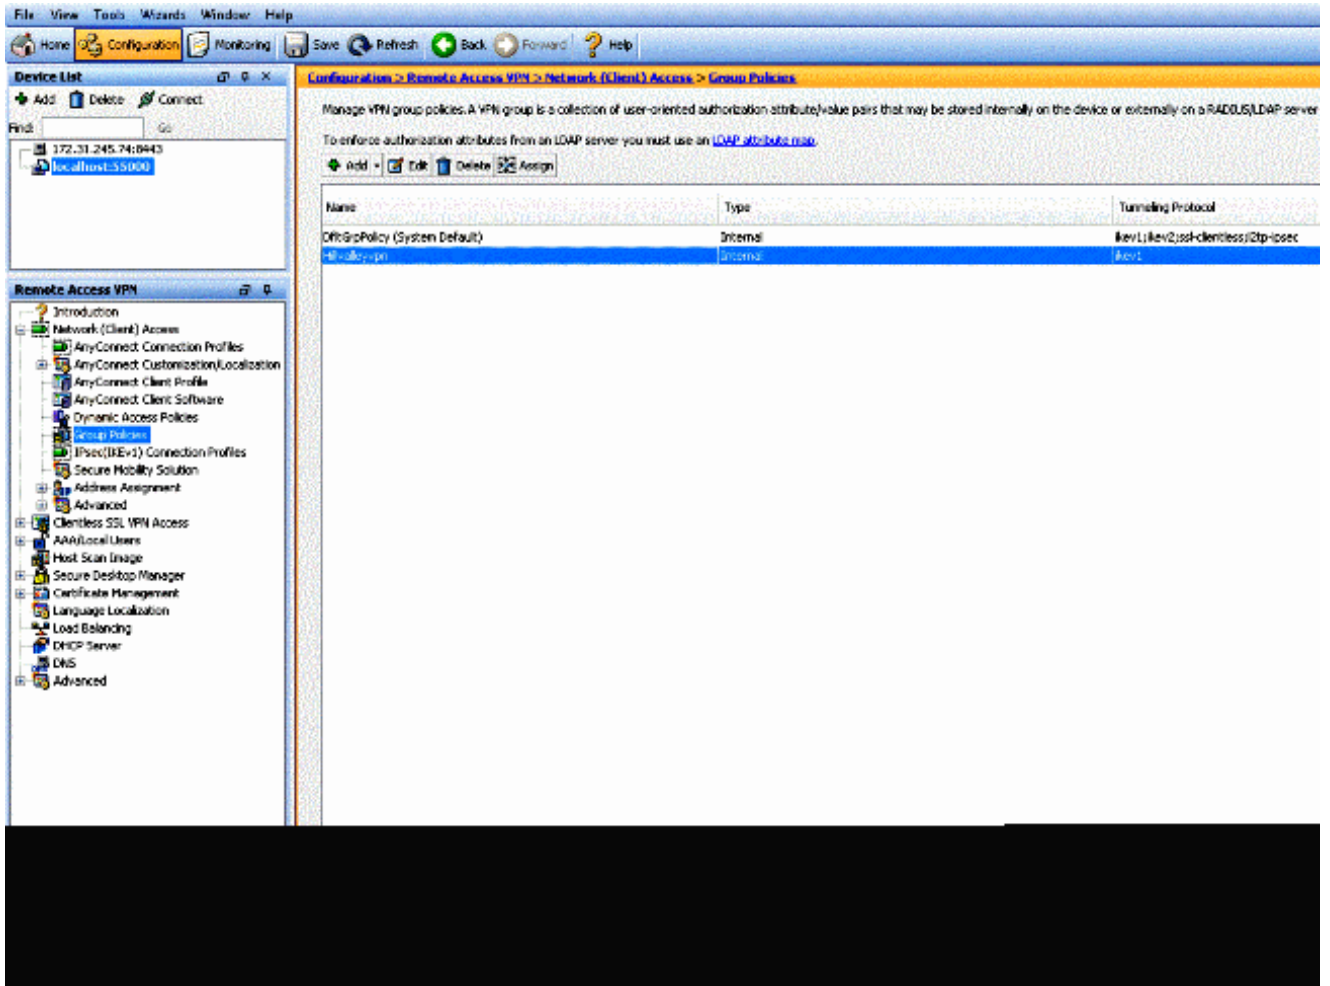 File View Tools Wizards Window Help
Home Configuration Monitoring Save Refresh Back Forward Help
Device List
Add Delete Connect
Find: Go
172.31.245.74:8443
localhost:55000
Remote Access VPN
Introduction
Network (Client) Access
AnyConnect Connection Profiles
AnyConnect Customization/Localization
AnyConnect Client Profile
AnyConnect Client Software
Dynamic Access Policies
Group Policies
IPsec(IKEv1) Connection Profiles
Secure Mobility Solution
Address Assignment
Advanced
Clientless SSL VPN Access
AAA/Local Users
Host Scan Image
Secure Desktop Manager
Certificate Management
Language Localization
Load Balancing
DHCP Server
DNS
Advanced
Configuration > Remote Access VPN > Network (Client) Access > Group Policies
Manage VPN group policies. A VPN group is a collection of user-oriented authorization attribute/value pairs that may be stored internally on the device or externally on a RADIUS/LDAP server
To enforce authorization attributes from an LDAP server you must use an LDAP attribute map.
Add Edit Delete Assign
Name Type Tunneling Protocol
DfltGrpPolicy (System Default) Internal ikev1;ikev2;ssl-clientless;l2tp-ipsec
Hillvalleyvpn Internal ikev1